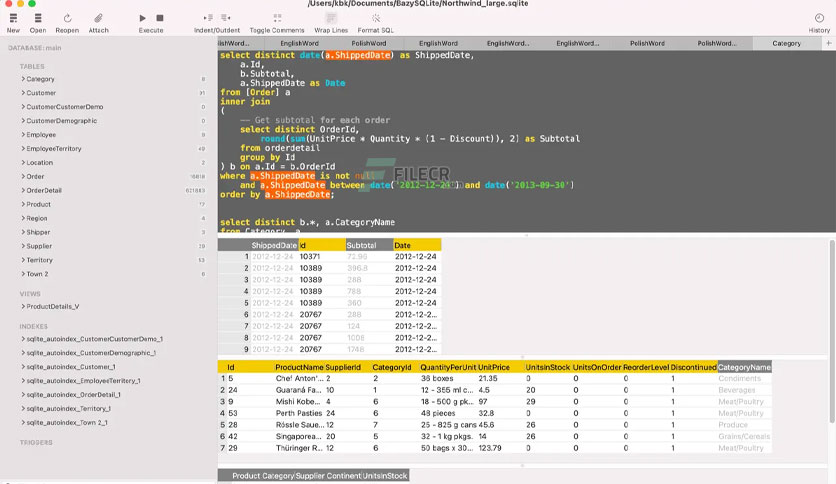 /Users/kbk/Documents/BazySQLite/Northwind_large.sqlite
New Open Reopen Attach Execute Indent/Outdent Toggle Comments Wrap Lines Format SQL History
DATABASE: main
TABLES
Category 8
Customer 91
CustomerCustomerDemo 0
CustomerDemographic 0
Employee 9
EmployeeTerritory 49
Location 2
Order 16818
OrderDetail 621883
Product 77
Region 4
Shipper 3
Supplier 29
Territory 53
Town 2 6
VIEWS
ProductDetails_V
INDEXES
sqlite_autoindex_CustomerCustomerDemo_1
sqlite_autoindex_CustomerDemographic_1
sqlite_autoindex_Customer_1
sqlite_autoindex_EmployeeTerritory_1
sqlite_autoindex_OrderDetail_1
sqlite_autoindex_Territory_1
sqlite_autoindex_Town 2_1
TRIGGERS
lishWord... EnglishWord PolishWord EnglishWord EnglishWord EnglishWord... PolishWord PolishWord... Category
select distinct date(a.ShippedDate) as ShippedDate,
a.Id,
b.Subtotal,
a.ShippedDate as Date
from [Order] a
inner join
(
-- Get subtotal for each order
select distinct OrderId,
round(sum(UnitPrice * Quantity * (1 - Discount)), 2) as Subtotal
from orderdetail
group by Id
) b on a.Id = b.OrderId
where a.ShippedDate is not null
FILECR
and a.ShippedDate between date('2012-12-24') and date('2013-09-30')
order by a.ShippedDate;
select distinct b.*, a.CategoryName
from Category a
ShippedDate Id Subtotal Date
1 2012-12-24 10371 72.96 2012-12-24
2 2012-12-24 10389 396.8 2012-12-24
3 2012-12-24 10389 288 2012-12-24
4 2012-12-24 10389 788 2012-12-24
5 2012-12-24 10389 360 2012-12-24
6 2012-12-24 20767 288 2012-12-2...
7 2012-12-24 20767 124 2012-12-2...
8 2012-12-24 20767 1008 2012-12-2...
9 2012-12-24 20767 1748 2012-12-2...
Id ProductName SupplierId CategoryId QuantityPerUnit UnitPrice UnitsInStock UnitsOnOrder ReorderLevel Discontinued CategoryName
1 5 Chef Anton'... 2 2 36 boxes 21.35 0 0 0 1 Condiments
2 24 Guaraná Fa... 10 1 12 - 355 ml c... 4.5 20 0 0 1 Beverages
3 9 Mishi Kobe... 4 6 18 - 500 g pk... 97 29 0 0 1 Meat/Poultry
4 53 Perth Pasties 24 6 48 pieces 32.8 0 0 0 1 Meat/Poultry
5 28 Rössle Saue... 12 7 25 - 825 g cans 45.6 26 0 0 1 Produce
6 42 Singaporea... 20 5 32 - 1 kg pkgs. 14 26 0 0 1 Grains/Cereals
7 29 Thüringer R... 12 6 50 bags x 30... 123.79 0 0 0 1 Meat/Poultry
Product Category Supplier Continent UnitsInStock